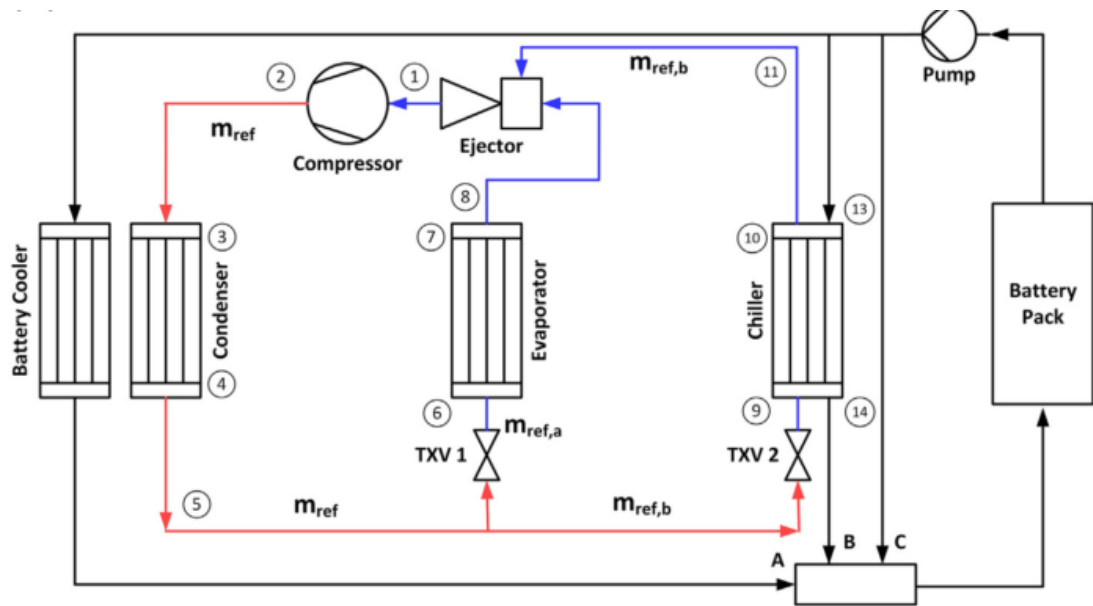 Pump
m_ref,b
11
2
1
m_ref
Compressor
Ejector
8
13
3
7
10
Battery Cooler
Condenser
Evaporator
Chiller
Battery
Pack
4
6
9
14
m_ref,a
TXV 1
TXV 2
5
m_ref
m_ref,b
A
B
C